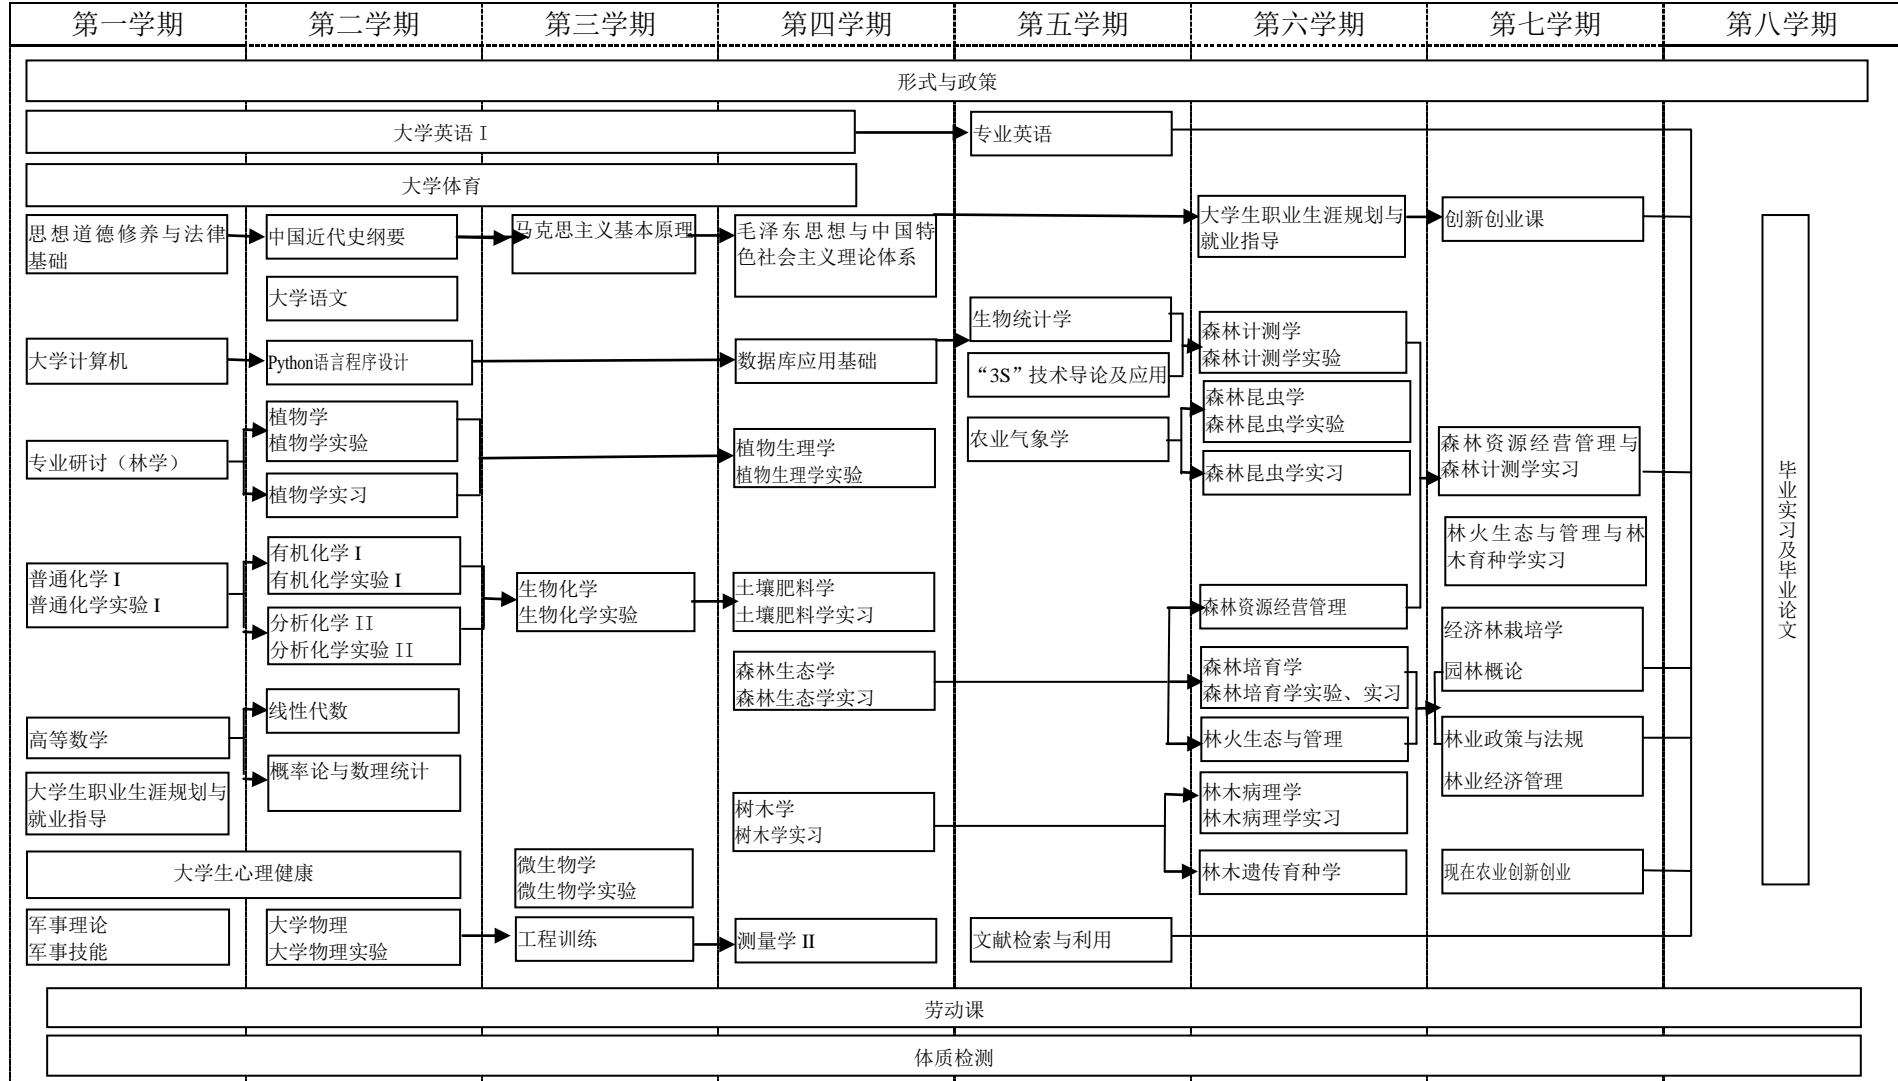 第一学期
第二学期
第三学期
第四学期
第五学期
第六学期
第七学期
第八学期
形式与政策
大学英语 I
专业英语
大学体育
思想道德修养与法律
基础
中国近代史纲要
马克思主义基本原理
毛泽东思想与中国特
色社会主义理论体系
大学生职业生涯规划与
就业指导
创新创业课
大学语文
生物统计学
森林计测学
森林计测学实验
大学计算机
Python语言程序设计
数据库应用基础
“3S”技术导论及应用
森林昆虫学
森林昆虫学实验
植物学
植物学实验
专业研讨（林学）
植物学实习
植物生理学
植物生理学实验
农业气象学
森林昆虫学实习
森林资源经营管理与
森林计测学实习
林火生态与管理与林
木育种学实习
毕业实习及毕业论文
普通化学 I
普通化学实验 I
有机化学 I
有机化学实验 I
分析化学 II
分析化学实验 II
生物化学
生物化学实验
土壤肥料学
土壤肥料学实习
森林资源经营管理
经济林栽培学
园林概论
森林生态学
森林生态学实习
森林培育学
森林培育学实验、实习
线性代数
高等数学
概率论与数理统计
林火生态与管理
林业政策与法规
林业经济管理
大学生职业生涯规划与
就业指导
树木学
树木学实习
林木病理学
林木病理学实习
大学生心理健康
微生物学
微生物学实验
林木遗传育种学
现在农业创新创业
军事理论
军事技能
大学物理
大学物理实验
工程训练
测量学 II
文献检索与利用
劳动课
体质检测